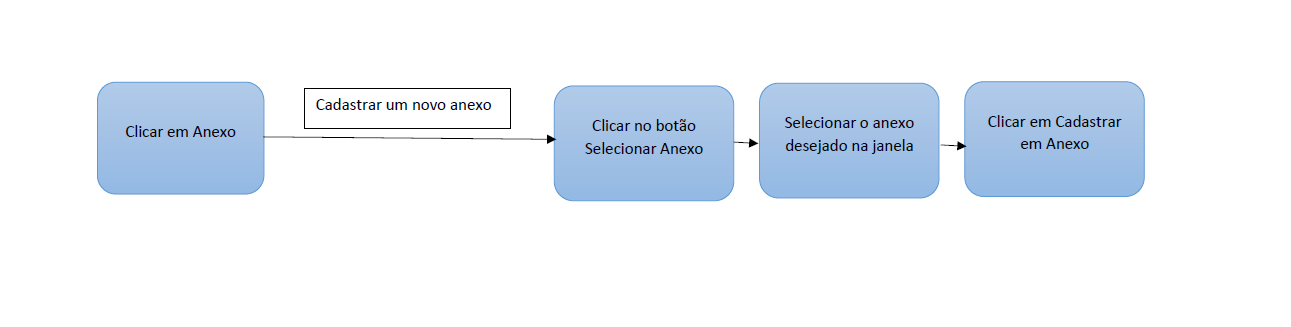 Clicar em Anexo
Cadastrar um novo anexo
Clicar no botão
Selecionar Anexo
Selecionar o anexo
desejado na janela
Clicar em Cadastrar
em Anexo